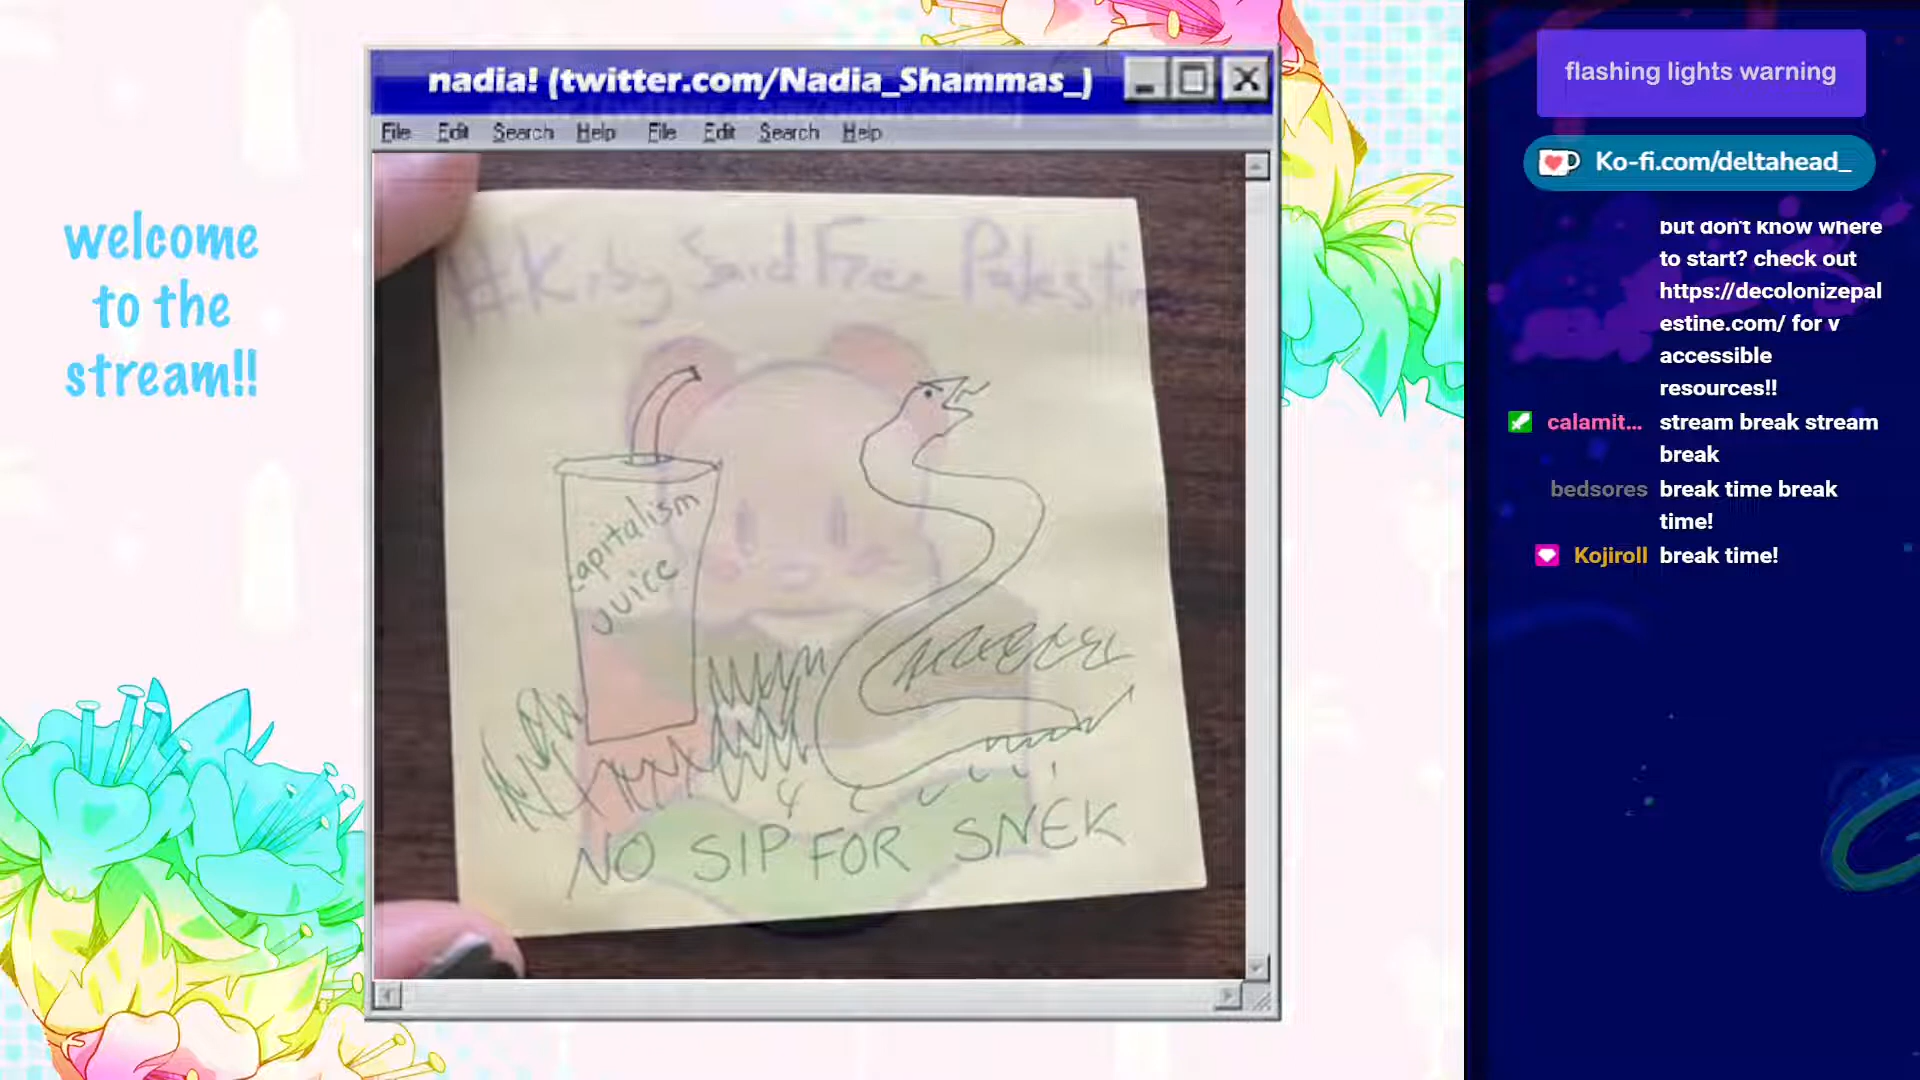 welcome
to the
stream!!
nadia! (twitter.com/Nadia_Shammas_)
File Edit Search Help File Edit Search Help
#Kirby Said Free Palestine
capitalism
juice
NO SIP FOR SNEK
flashing lights warning
Ko-fi.com/deltahead_
but don't know where
to start? check out
https://decolonizepal
estine.com/ for v
accessible
resources!!
calamit... stream break stream
break
bedsores break time break
time!
Kojiroll break time!